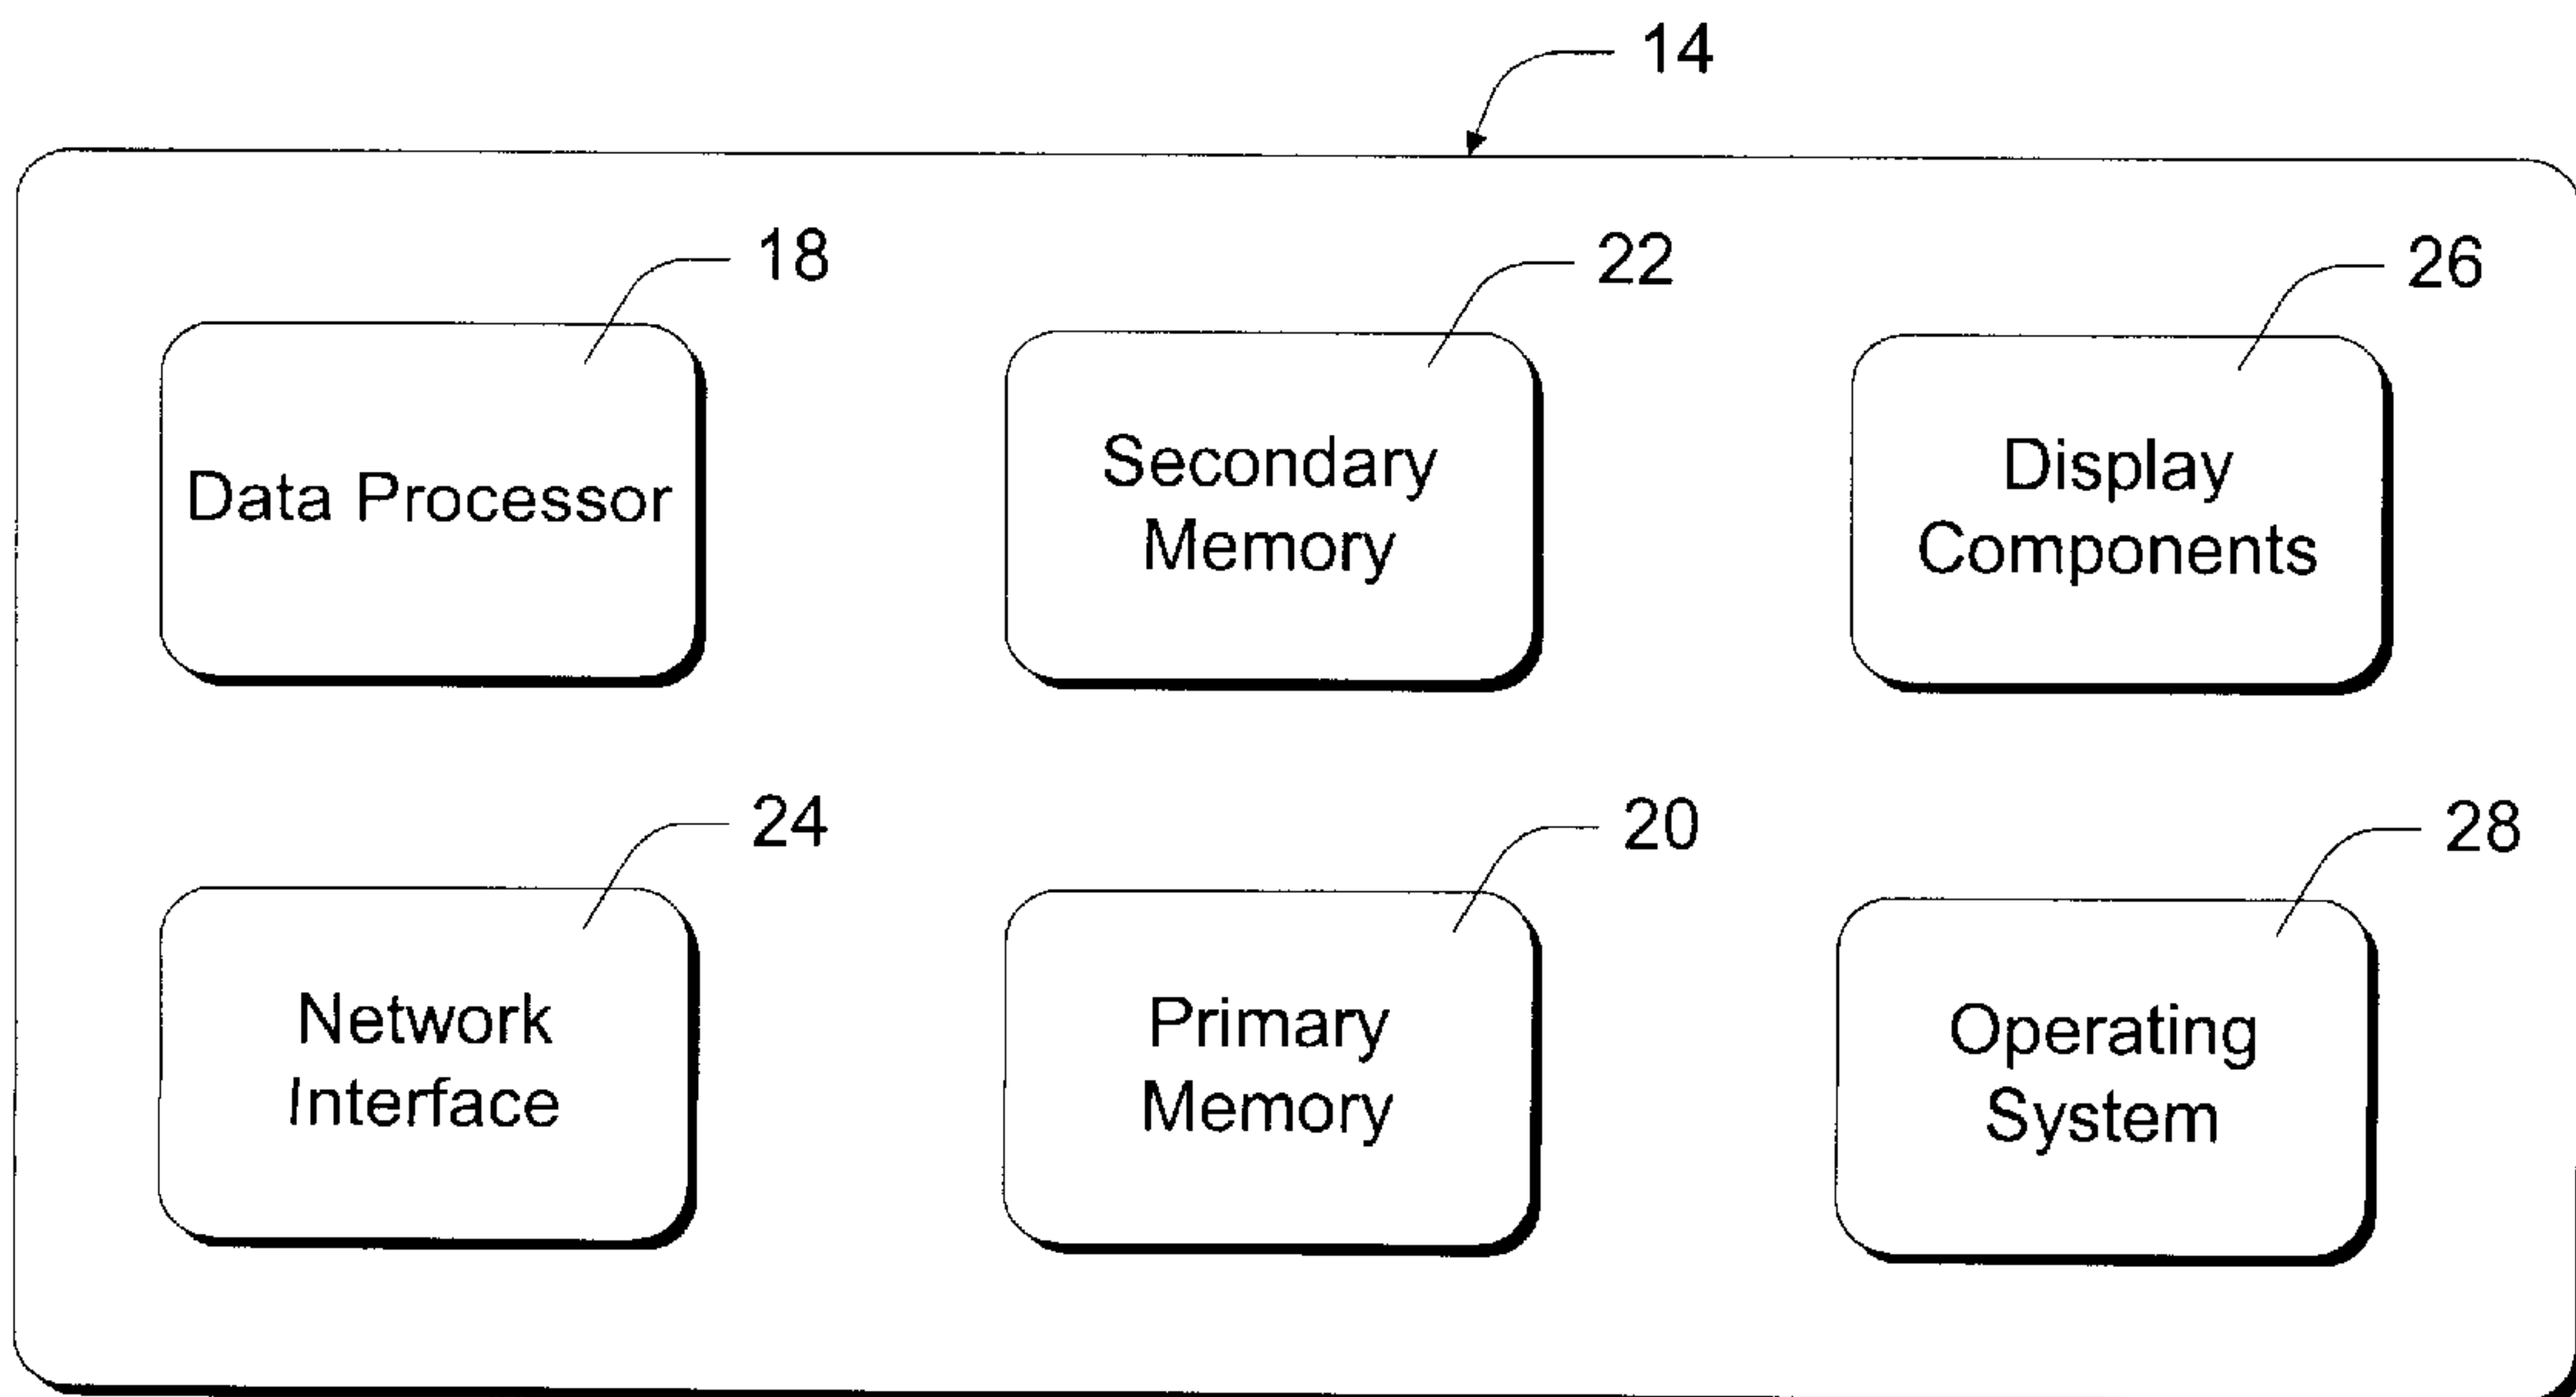 14
18
22
26
Data Processor
Secondary
Memory
Display
Components
24
20
28
Network
Interface
Primary
Memory
Operating
System